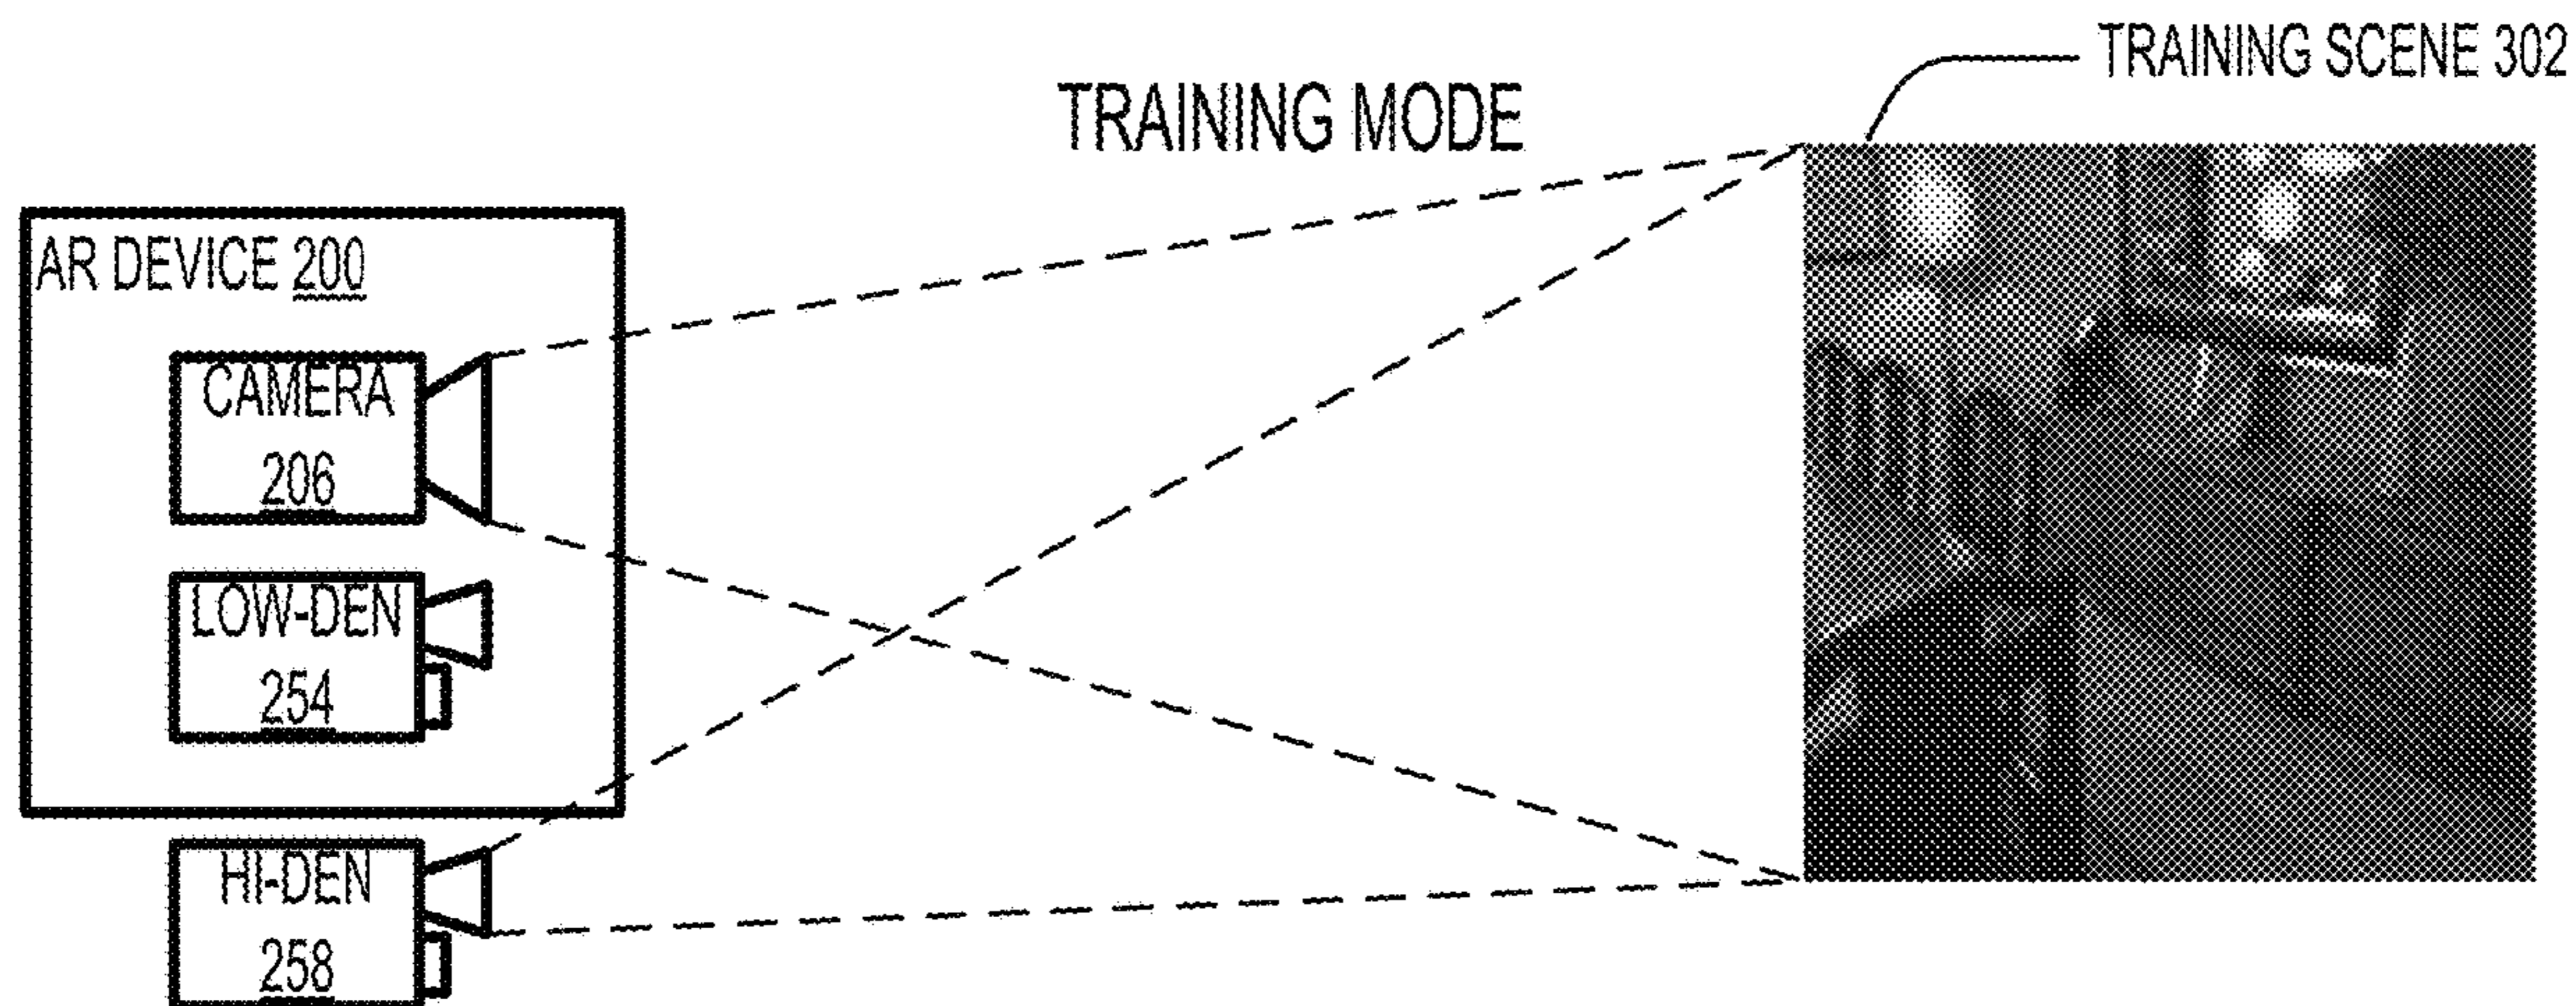 TRAINING SCENE 302
TRAINING MODE
AR DEVICE 200
CAMERA
206
LOW-DEN
254
HI-DEN
258